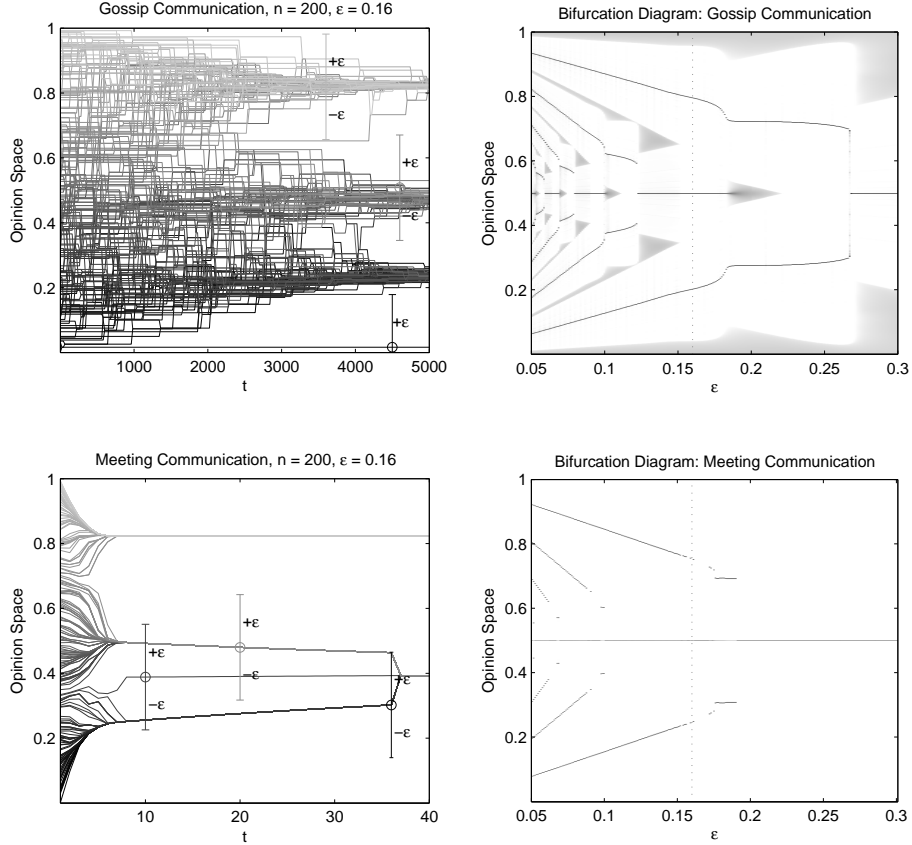 Gossip Communication, n = 200, ε = 0.16
Opinion Space
1
0.8
0.6
0.4
0.2
+ε
−ε
+ε
−ε
+ε
1000
2000
3000
4000
5000
t
Bifurcation Diagram: Gossip Communication
Opinion Space
1
0.8
0.6
0.4
0.2
0.05
0.1
0.15
0.2
0.25
0.3
ε
Meeting Communication, n = 200, ε = 0.16
Opinion Space
1
0.8
0.6
0.4
0.2
+ε
−ε
+ε
−ε
+ε
−ε
10
20
30
40
t
Bifurcation Diagram: Meeting Communication
Opinion Space
1
0.8
0.6
0.4
0.2
0.05
0.1
0.15
0.2
0.25
0.3
ε